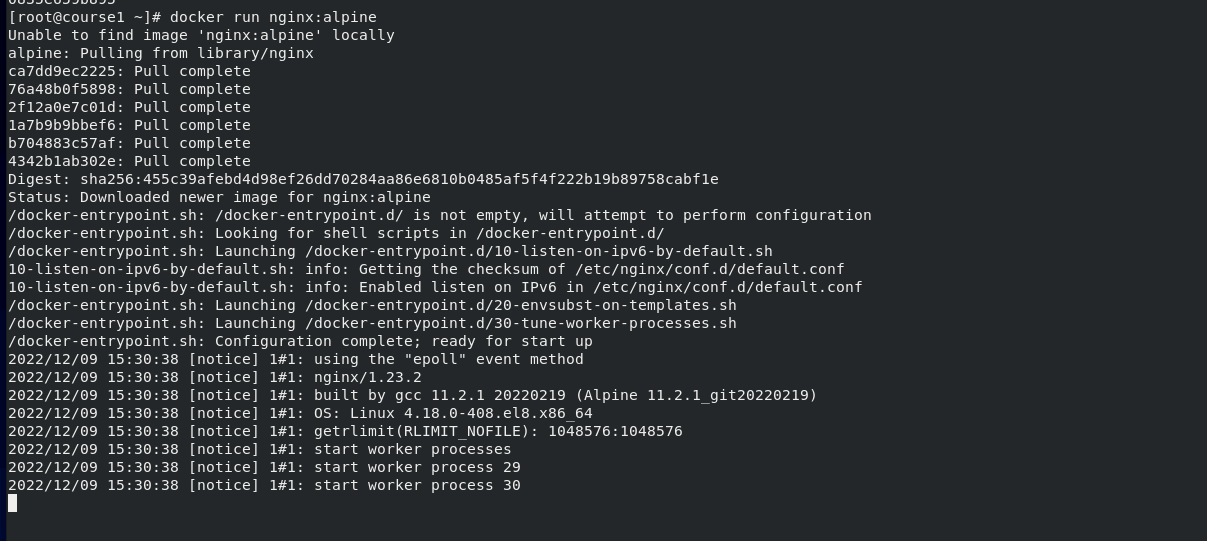 [root@course1 ~]# docker run nginx:alpine
Unable to find image 'nginx:alpine' locally
alpine: Pulling from library/nginx
ca7dd9ec2225: Pull complete
76a48b0f5898: Pull complete
2f12a0e7c01d: Pull complete
1a7b9b9bbef6: Pull complete
b704883c57af: Pull complete
4342b1ab302e: Pull complete
Digest: sha256:455c39afebd4d98ef26dd70284aa86e6810b0485af5f4f222b19b89758cabf1e
Status: Downloaded newer image for nginx:alpine
/docker-entrypoint.sh: /docker-entrypoint.d/ is not empty, will attempt to perform configuration
/docker-entrypoint.sh: Looking for shell scripts in /docker-entrypoint.d/
/docker-entrypoint.sh: Launching /docker-entrypoint.d/10-listen-on-ipv6-by-default.sh
10-listen-on-ipv6-by-default.sh: info: Getting the checksum of /etc/nginx/conf.d/default.conf
10-listen-on-ipv6-by-default.sh: info: Enabled listen on IPv6 in /etc/nginx/conf.d/default.conf
/docker-entrypoint.sh: Launching /docker-entrypoint.d/20-envsubst-on-templates.sh
/docker-entrypoint.sh: Launching /docker-entrypoint.d/30-tune-worker-processes.sh
/docker-entrypoint.sh: Configuration complete; ready for start up
2022/12/09 15:30:38 [notice] 1#1: using the "epoll" event method
2022/12/09 15:30:38 [notice] 1#1: nginx/1.23.2
2022/12/09 15:30:38 [notice] 1#1: built by gcc 11.2.1 20220219 (Alpine 11.2.1_git20220219)
2022/12/09 15:30:38 [notice] 1#1: OS: Linux 4.18.0-408.el8.x86_64
2022/12/09 15:30:38 [notice] 1#1: getrlimit(RLIMIT_NOFILE): 1048576:1048576
2022/12/09 15:30:38 [notice] 1#1: start worker processes
2022/12/09 15:30:38 [notice] 1#1: start worker process 29
2022/12/09 15:30:38 [notice] 1#1: start worker process 30